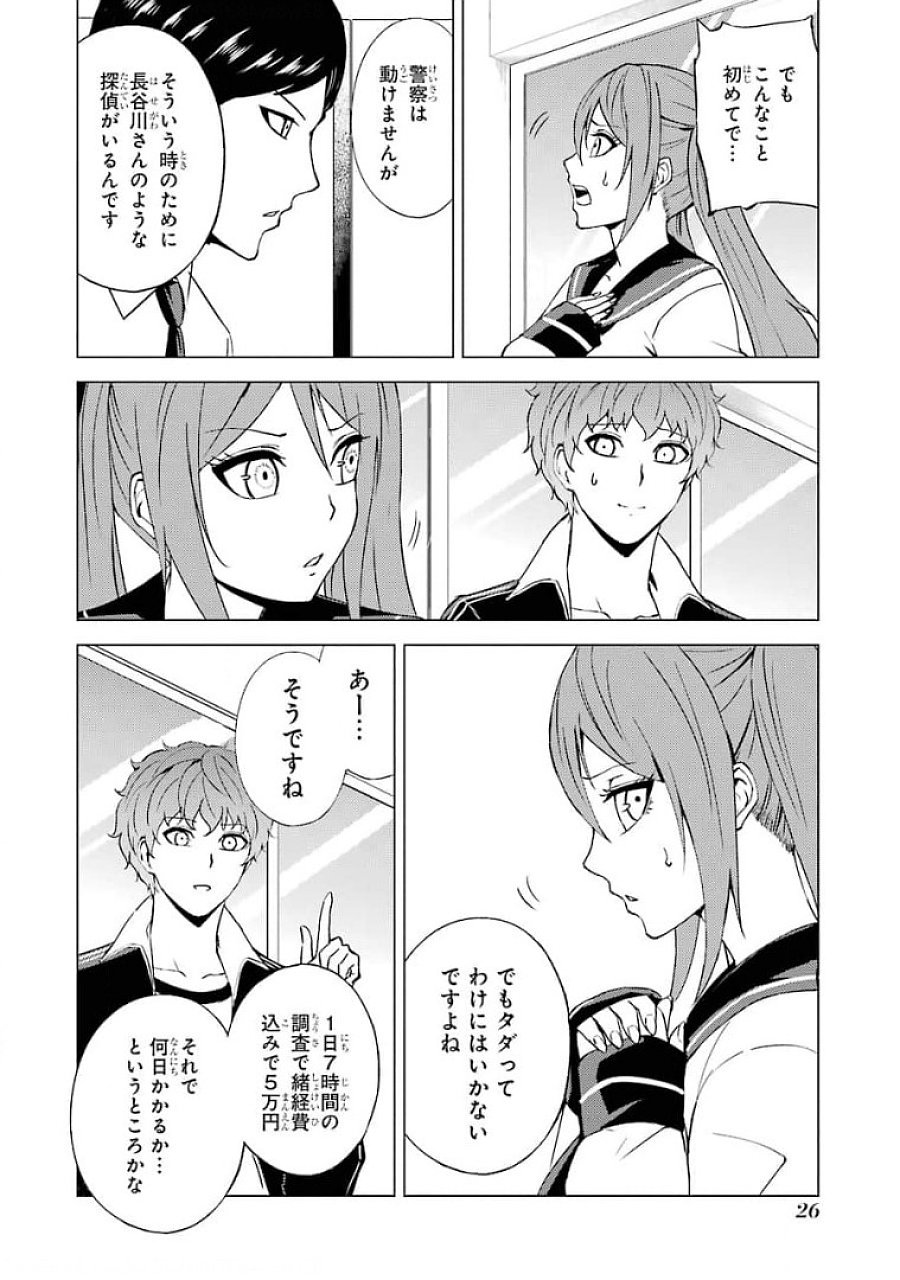 でも
こんなこと
初めてで…
警察は
動けませんが
そういう時のために
長谷川さんのような
探偵がいるんです
でもタダって
わけにはいかない
ですよね
あー…
そうですね
1日7時間の
調査で緒経費
込みで5万円
それで
何日かかるか…
というところかな
26